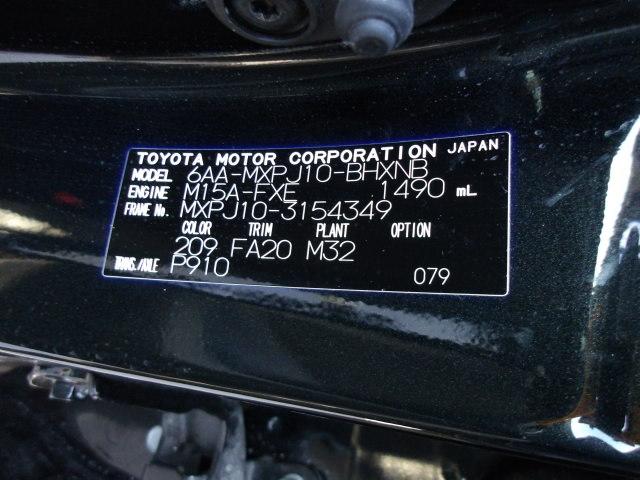 TOYOTA MOTOR CORPORATION JAPAN
MODEL 6AA-MXPJ10-BHXNB
ENGINE M15A-FXE 1490 mL
FRAME No. MXPJ10-3154349
COLOR TRIM PLANT OPTION
209 FA20 M32
TRANS./AXLE P910 079